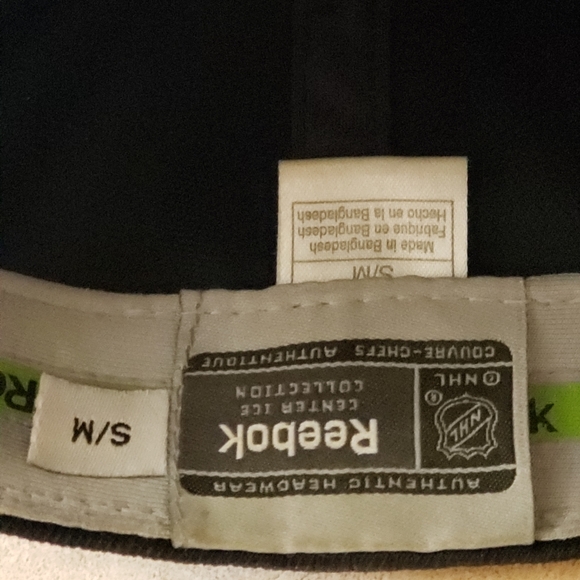 AUTHENTIC HEADWEAR
NHL
® 
Reebok
CENTER ICE
COLLECTION
© NHL
COUVRE-CHEFS AUTHENTIQUE
S/M
S/M
Made in Bangladesh
Fabrique en Bangladesh
Hecho en la Bangladesh
K